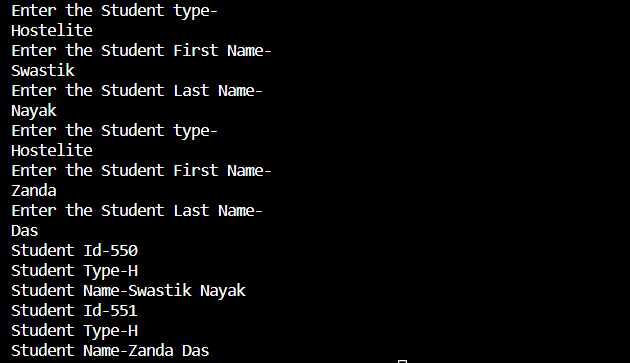 Enter the Student type-
Hostelite
Enter the Student First Name-
Swastik
Enter the Student Last Name-
Nayak
Enter the Student type-
Hostelite
Enter the Student First Name-
Zanda
Enter the Student Last Name-
Das
Student Id-550
Student Type-H
Student Name-Swastik Nayak
Student Id-551
Student Type-H
Student Name-Zanda Das